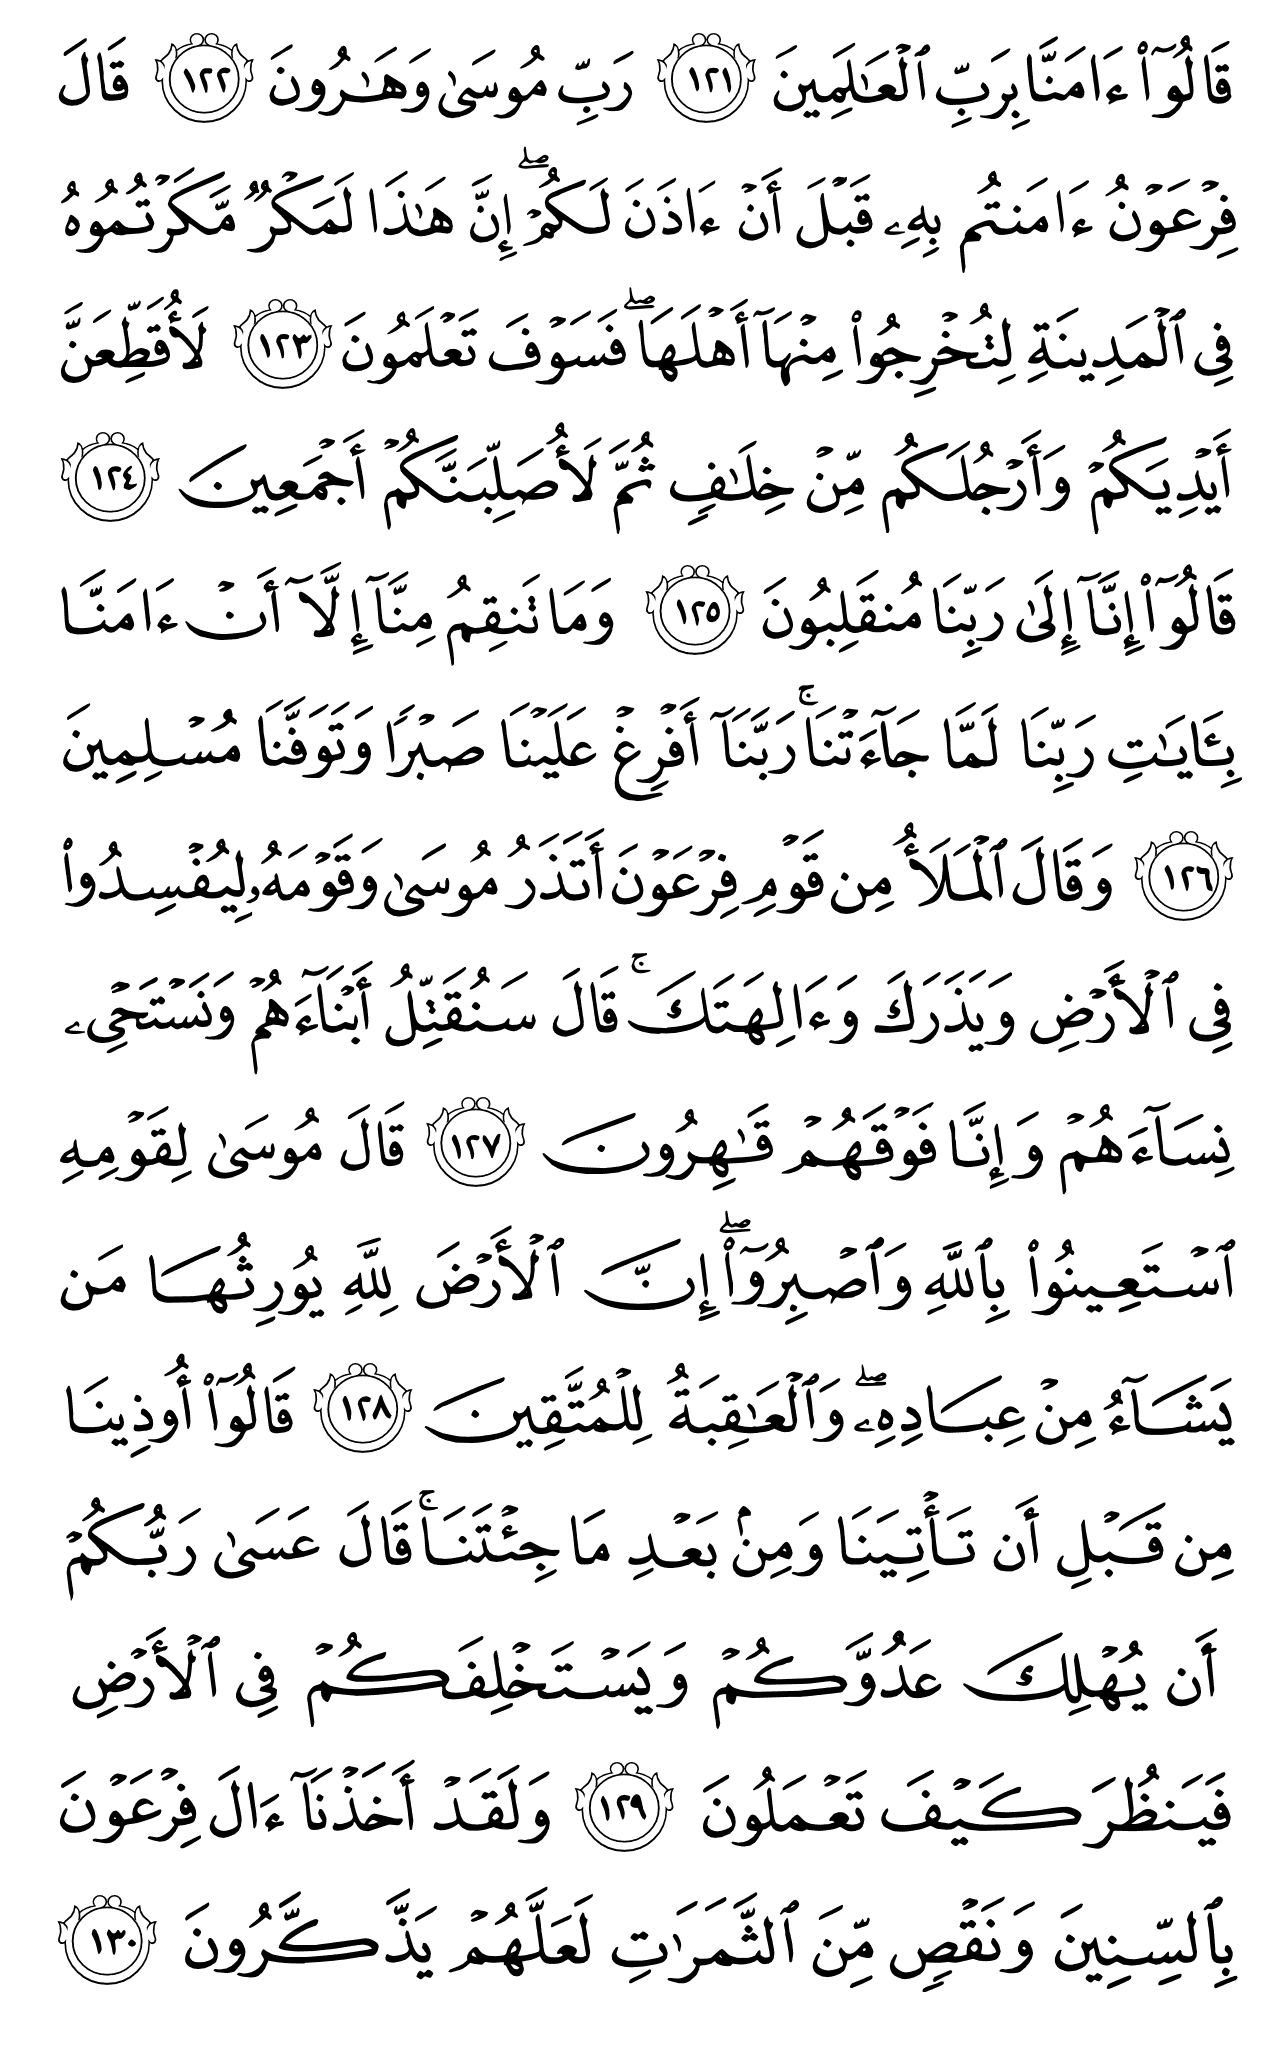 قَالُوٓا۟ ءَامَنَّا بِرَبِّ ٱلْعَـٰلَمِينَ ١٢١ رَبِّ مُوسَىٰ وَهَـٰرُونَ ١٢٢ قَالَ
فِرْعَوْنُ ءَامَنتُم بِهِۦ قَبْلَ أَنْ ءَاذَنَ لَكُمْ ۖ إِنَّ هَـٰذَا لَمَكْرٌ مَّكَرْتُمُوهُ
فِى ٱلْمَدِينَةِ لِتُخْرِجُوا۟ مِنْهَآ أَهْلَهَا ۖ فَسَوْفَ تَعْلَمُونَ ١٢٣ لَأُقَطِّعَنَّ
أَيْدِيَكُمْ وَأَرْجُلَكُم مِّنْ خِلَـٰفٍ ثُمَّ لَأُصَلِّبَنَّكُمْ أَجْمَعِينَ ١٢٤
قَالُوٓا۟ إِنَّآ إِلَىٰ رَبِّنَا مُنقَلِبُونَ ١٢٥ وَمَا تَنقِمُ مِنَّآ إِلَّآ أَنْ ءَامَنَّا
بِـَٔايَـٰتِ رَبِّنَا لَمَّا جَآءَتْنَا ۚ رَبَّنَآ أَفْرِغْ عَلَيْنَا صَبْرًا وَتَوَفَّنَا مُسْلِمِينَ
١٢٦ وَقَالَ ٱلْمَلَأُ مِن قَوْمِ فِرْعَوْنَ أَتَذَرُ مُوسَىٰ وَقَوْمَهُۥ لِيُفْسِدُوا۟
فِى ٱلْأَرْضِ وَيَذَرَكَ وَءَالِهَتَكَ ۚ قَالَ سَنُقَتِّلُ أَبْنَآءَهُمْ وَنَسْتَحْىِۦ
نِسَآءَهُمْ وَإِنَّا فَوْقَهُمْ قَـٰهِرُونَ ١٢٧ قَالَ مُوسَىٰ لِقَوْمِهِ
ٱسْتَعِينُوا۟ بِٱللَّهِ وَٱصْبِرُوٓا۟ ۖ إِنَّ ٱلْأَرْضَ لِلَّهِ يُورِثُهَا مَن
يَشَآءُ مِنْ عِبَادِهِۦ ۖ وَٱلْعَـٰقِبَةُ لِلْمُتَّقِينَ ١٢٨ قَالُوٓا۟ أُوذِينَا
مِن قَبْلِ أَن تَأْتِيَنَا وَمِنۢ بَعْدِ مَا جِئْتَنَا ۚ قَالَ عَسَىٰ رَبُّكُمْ
أَن يُهْلِكَ عَدُوَّكُمْ وَيَسْتَخْلِفَكُمْ فِى ٱلْأَرْضِ
فَيَنظُرَ كَيْفَ تَعْمَلُونَ ١٢٩ وَلَقَدْ أَخَذْنَآ ءَالَ فِرْعَوْنَ
بِٱلسِّنِينَ وَنَقْصٍ مِّنَ ٱلثَّمَرَٰتِ لَعَلَّهُمْ يَذَّكَّرُونَ ١٣٠